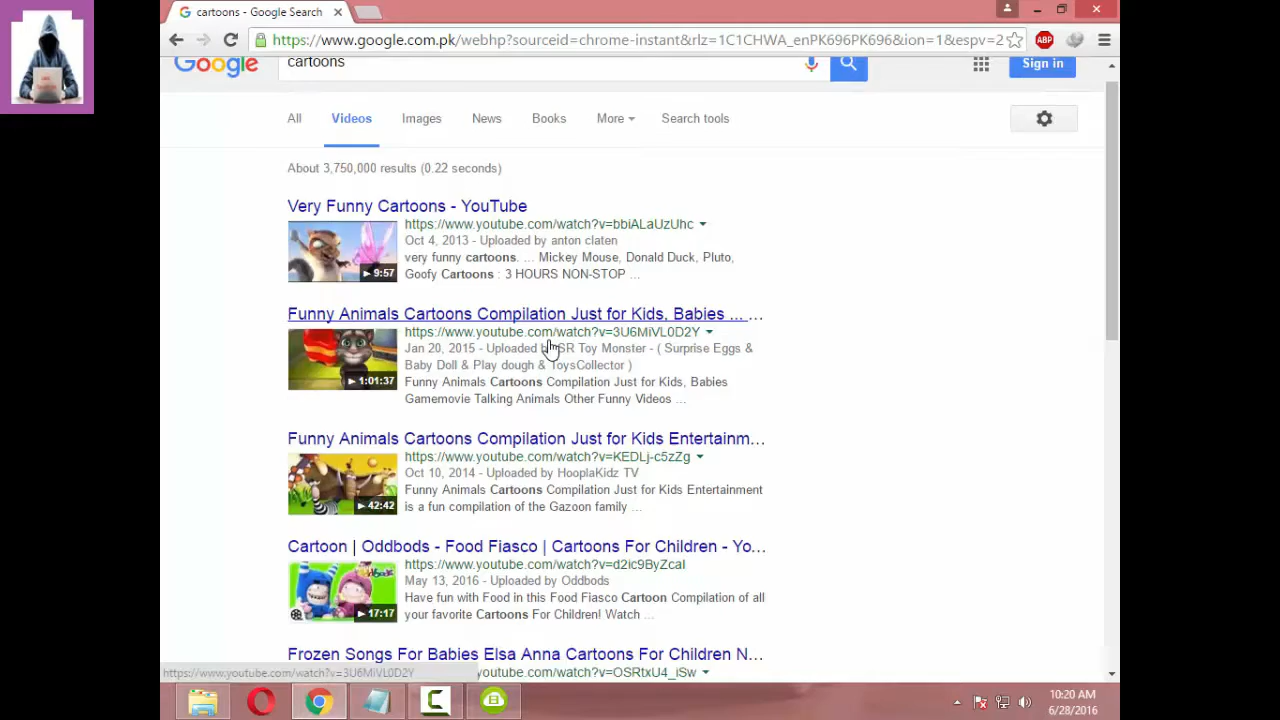 cartoons - Google Search
https://www.google.com.pk/webhp?sourceid=chrome-instant&rlz=1C1CHWA_enPK696PK696&ion=1&espv=2
ABP
Google
cartoons
Sign in
All Videos Images News Books More Search tools
About 3,750,000 results (0.22 seconds)
Very Funny Cartoons - YouTube
https://www.youtube.com/watch?v=bbiALaUzUhc
Oct 4, 2013 - Uploaded by anton claten
very funny cartoons. ... Mickey Mouse, Donald Duck, Pluto,
Goofy Cartoons : 3 HOURS NON-STOP ...
9:57
Funny Animals Cartoons Compilation Just for Kids, Babies ... ...
https://www.youtube.com/watch?v=3U6MiVL0D2Y
Jan 20, 2015 - Uploaded SR Toy Monster - ( Surprise Eggs &
Baby Doll & Play dough & ToysCollector )
1:01:37
Funny Animals Cartoons Compilation Just for Kids, Babies
Gamemovie Talking Animals Other Funny Videos ...
Funny Animals Cartoons Compilation Just for Kids Entertainm...
https://www.youtube.com/watch?v=KEDLj-c5zZg
Oct 10, 2014 - Uploaded by HooplaKidz TV
Funny Animals Cartoons Compilation Just for Kids Entertainment
is a fun compilation of the Gazoon family ...
42:42
Cartoon | Oddbods - Food Fiasco | Cartoons For Children - Yo...
https://www.youtube.com/watch?v=d2ic9ByZcaI
May 13, 2016 - Uploaded by Oddbods
Have fun with Food in this Food Fiasco Cartoon Compilation of all
your favorite Cartoons For Children! Watch ...
17:17
Frozen Songs For Babies Elsa Anna Cartoons For Children N...
https://www.youtube.com/watch?v=3U6MiVL0D2Y
youtube.com/watch?v=OSRtxU4_iSw
10:20 AM
6/28/2016